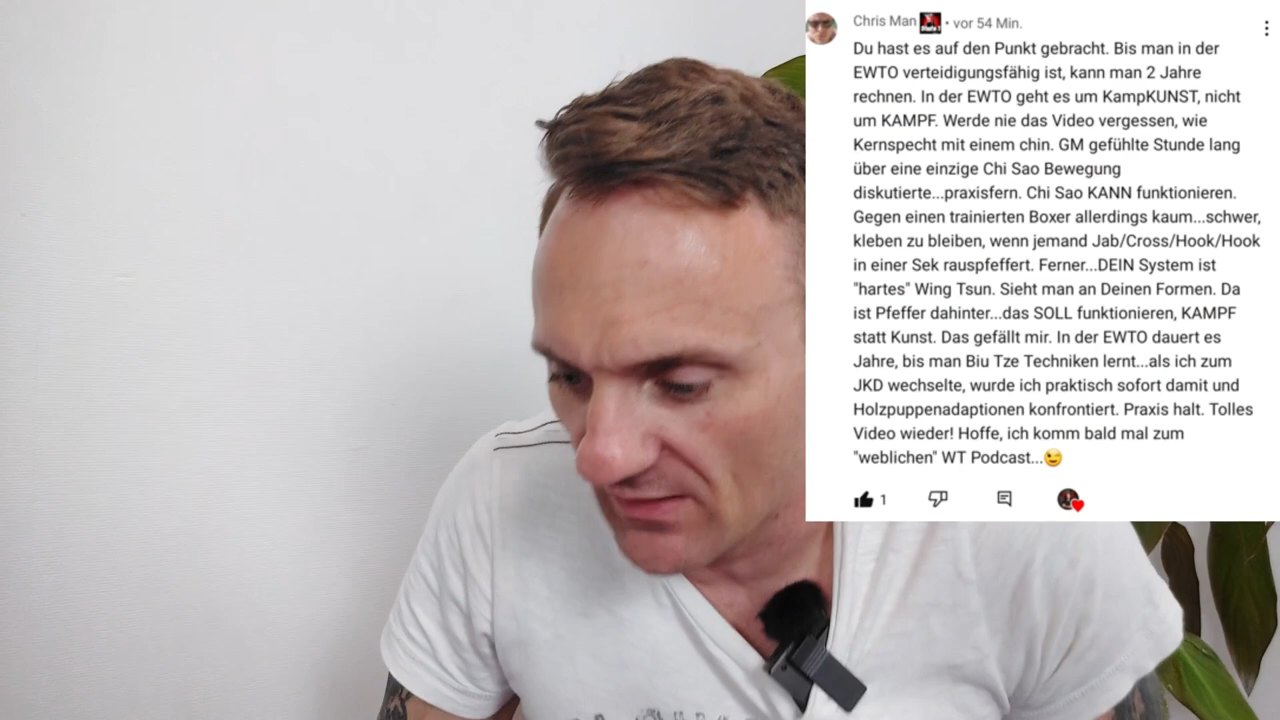 Chris Man • vor 54 Min.
Du hast es auf den Punkt gebracht. Bis man in der
EWTO verteidigungsfähig ist, kann man 2 Jahre
rechnen. In der EWTO geht es um KampKUNST, nicht
um KAMPF. Werde nie das Video vergessen, wie
Kernspecht mit einem chin. GM gefühlte Stunde lang
über eine einzige Chi Sao Bewegung
diskutierte...praxisfern. Chi Sao KANN funktionieren.
Gegen einen trainierten Boxer allerdings kaum...schwer,
kleben zu bleiben, wenn jemand Jab/Cross/Hook/Hook
in einer Sek rauspfeffert. Ferner...DEIN System ist
"hartes" Wing Tsun. Sieht man an Deinen Formen. Da
ist Pfeffer dahinter...das SOLL funktionieren, KAMPF
statt Kunst. Das gefällt mir. In der EWTO dauert es
Jahre, bis man Biu Tze Techniken lernt...als ich zum
JKD wechselte, wurde ich praktisch sofort damit und
Holzpuppenadaptionen konfrontiert. Praxis halt. Tolles
Video wieder! Hoffe, ich komm bald mal zum
"weblichen" WT Podcast...😉
1